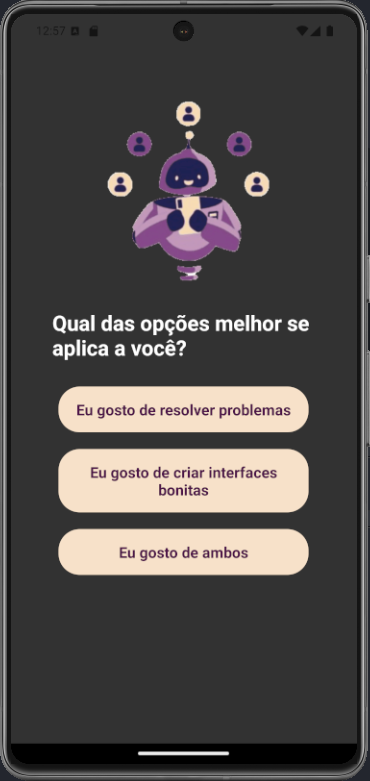 12:57
Qual das opções melhor se
aplica a você?
Eu gosto de resolver problemas
Eu gosto de criar interfaces
bonitas
Eu gosto de ambos